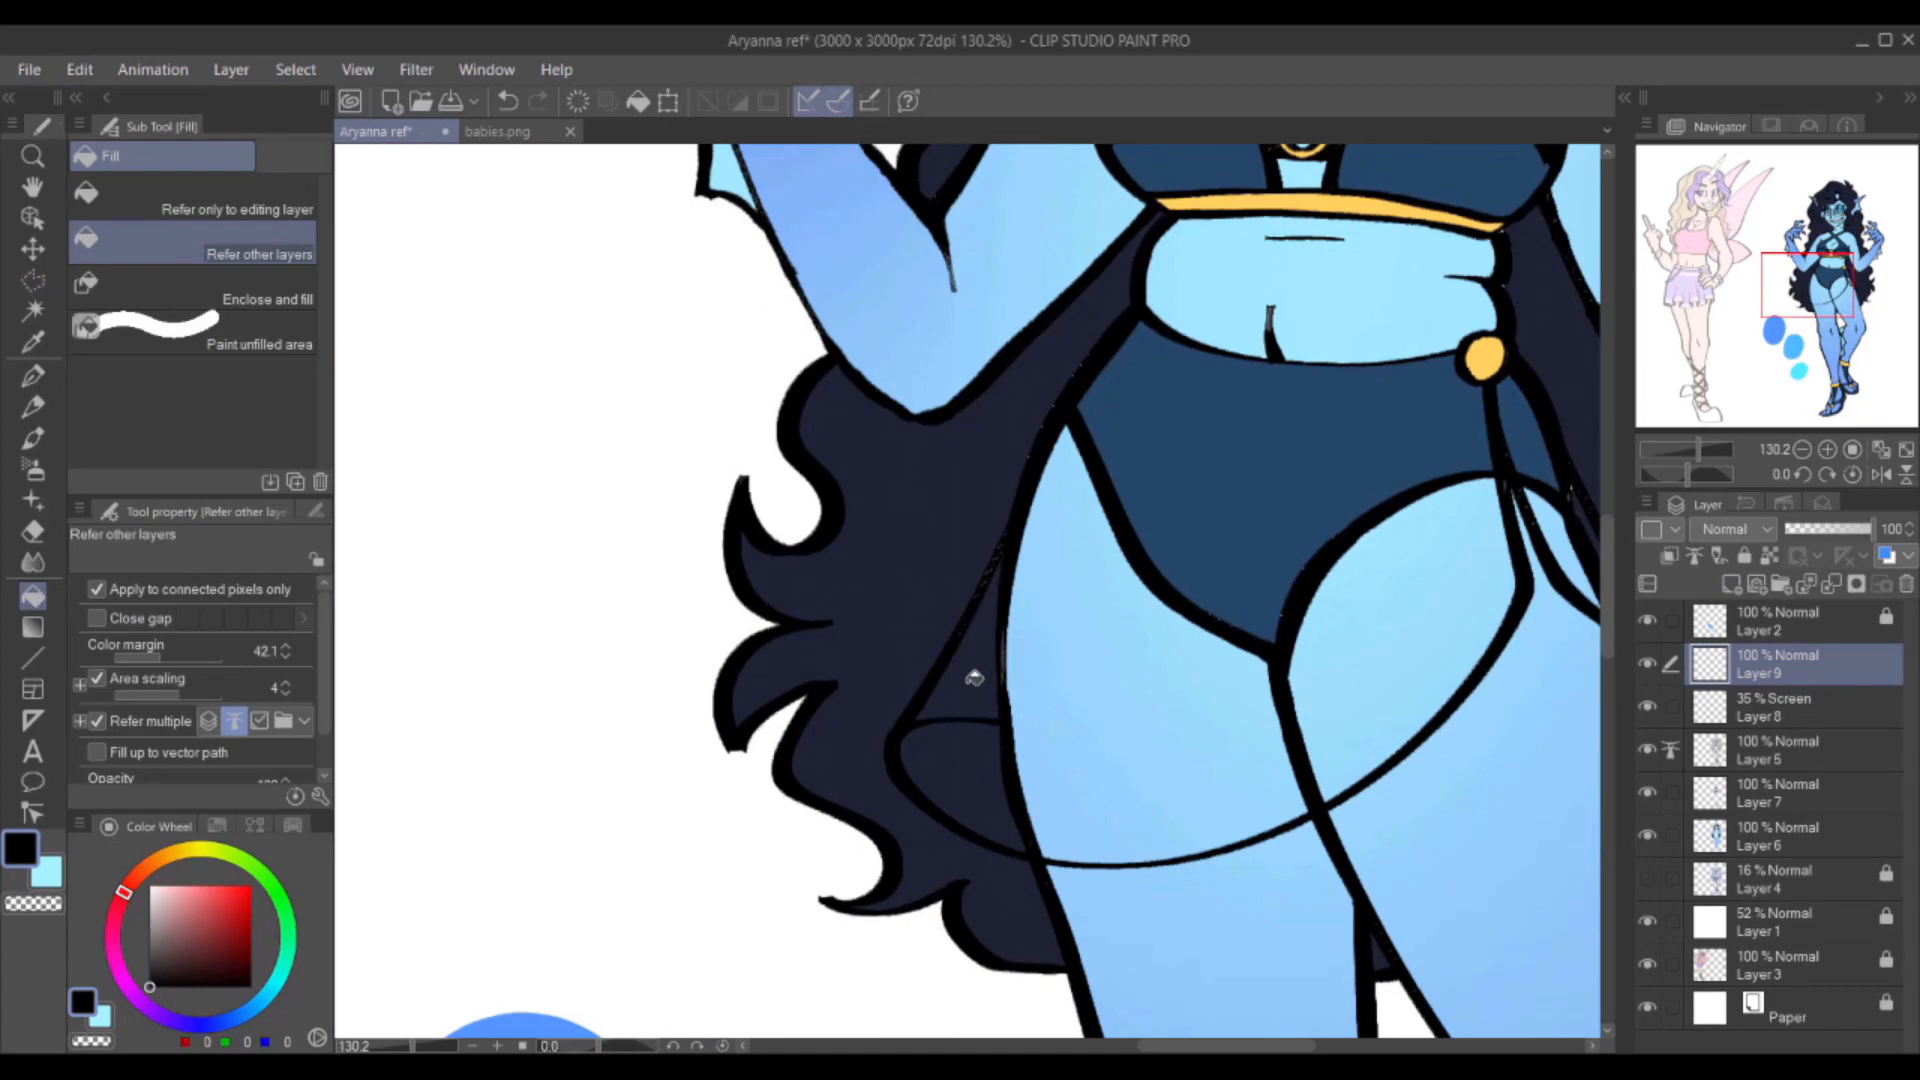 Aryanna ref* (3000 x 3000px 72dpi 130.2%) - CLIP STUDIO PAINT PRO
File Edit Animation Layer Select View Filter Window Help
Sub Tool [Fill]
Aryanna ref* babies.png
Navigator
Fill
Refer only to editing layer
Refer other layers
Enclose and fill
Paint unfilled area
130.2
0.0
Layer
Tool property [Refer other laye
Normal 100
Refer other layers
Apply to connected pixels only
Close gap
Color margin 42.1
Area scaling 4
Refer multiple
Fill up to vector path
Opacity
Color Wheel
100 % Normal
Layer 2
100 % Normal
Layer 9
35 % Screen
Layer 8
100 % Normal
Layer 5
100 % Normal
Layer 7
100 % Normal
Layer 6
16 % Normal
Layer 4
52 % Normal
Layer 1
100 % Normal
Layer 3
Paper
0 0 0
130.2 0.0